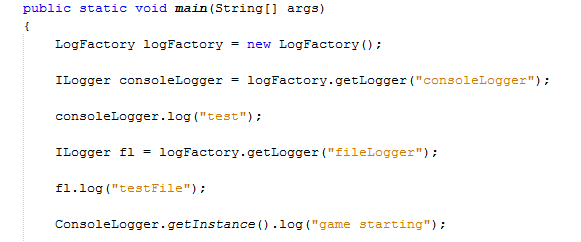 public static void main(String[] args)
{
LogFactory logFactory = new LogFactory();
ILogger consoleLogger = logFactory.getLogger("consoleLogger");
consoleLogger.log("test");
ILogger fl = logFactory.getLogger("fileLogger");
fl.log("testFile");
ConsoleLogger.getInstance().log("game starting");